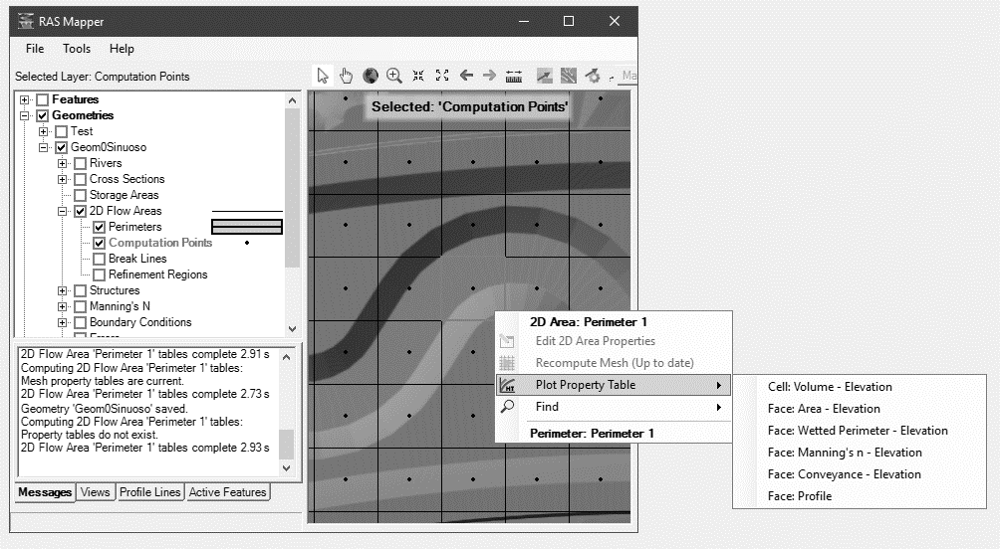 RAS Mapper
File Tools Help
Selected Layer: Computation Points
Features
Geometries
Test
Geom0Sinuoso
Rivers
Cross Sections
Storage Areas
2D Flow Areas
Perimeters
Computation Points
Break Lines
Refinement Regions
Structures
Manning's N
Boundary Conditions
Errors
2D Flow Area 'Perimeter 1' tables complete 2.91 s
Computing 2D Flow Area 'Perimeter 1' tables:
Mesh property tables are current.
2D Flow Area 'Perimeter 1' tables complete 2.73 s
Geometry 'Geom0Sinuoso' saved.
Computing 2D Flow Area 'Perimeter 1' tables:
Property tables do not exist.
2D Flow Area 'Perimeter 1' tables complete 2.93 s
Messages Views Profile Lines Active Features
Ma
Selected: 'Computation Points'
2D Area: Perimeter 1
Edit 2D Area Properties
Recompute Mesh (Up to date)
HT Plot Property Table
Find
Perimeter: Perimeter 1
Cell: Volume - Elevation
Face: Area - Elevation
Face: Wetted Perimeter - Elevation
Face: Manning's n - Elevation
Face: Conveyance - Elevation
Face: Profile